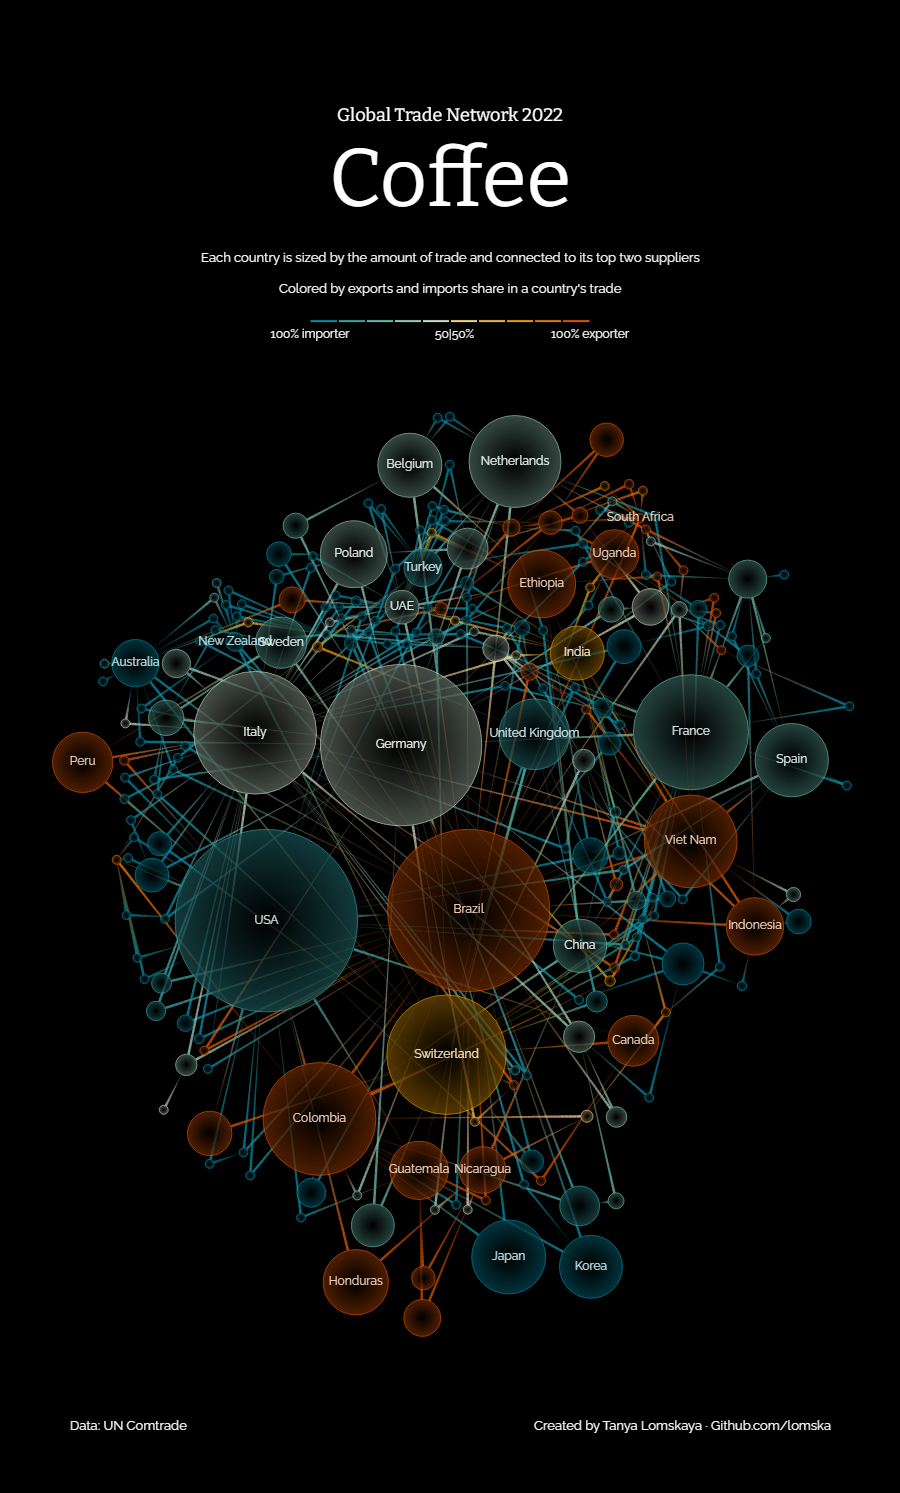 Global Trade Network 2022
Coffee
Each country is sized by the amount of trade and connected to its top two suppliers
Colored by exports and imports share in a country's trade
100% importer
50|50%
100% exporter
Belgium
Netherlands
South Africa
Poland
Turkey
Uganda
Ethiopia
UAE
New Zealand
Sweden
India
Australia
Italy
Germany
United Kingdom
France
Peru
Spain
Viet Nam
USA
Brazil
Indonesia
China
Switzerland
Canada
Colombia
Guatemala
Nicaragua
Japan
Korea
Honduras
Data: UN Comtrade
Created by Tanya Lomskaya · Github.com/lomska